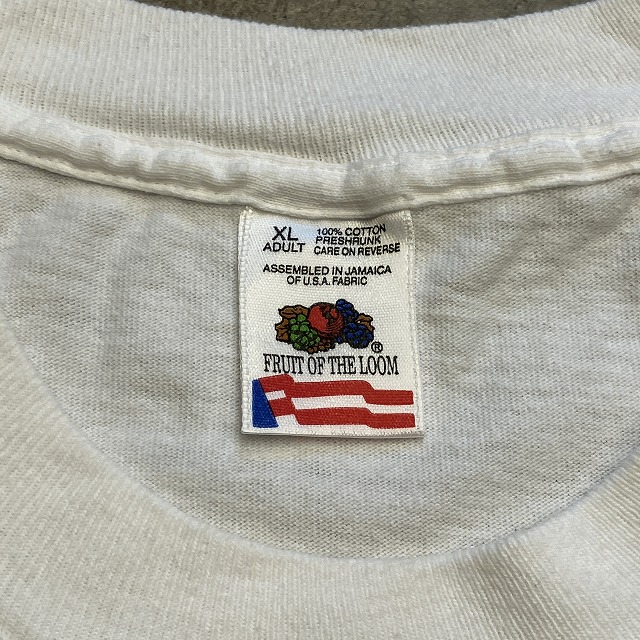 XL
ADULT
100% COTTON
PRESHRUNK
CARE ON REVERSE
ASSEMBLED IN JAMAICA
OF U.S.A. FABRIC
®
FRUIT OF THE LOOM